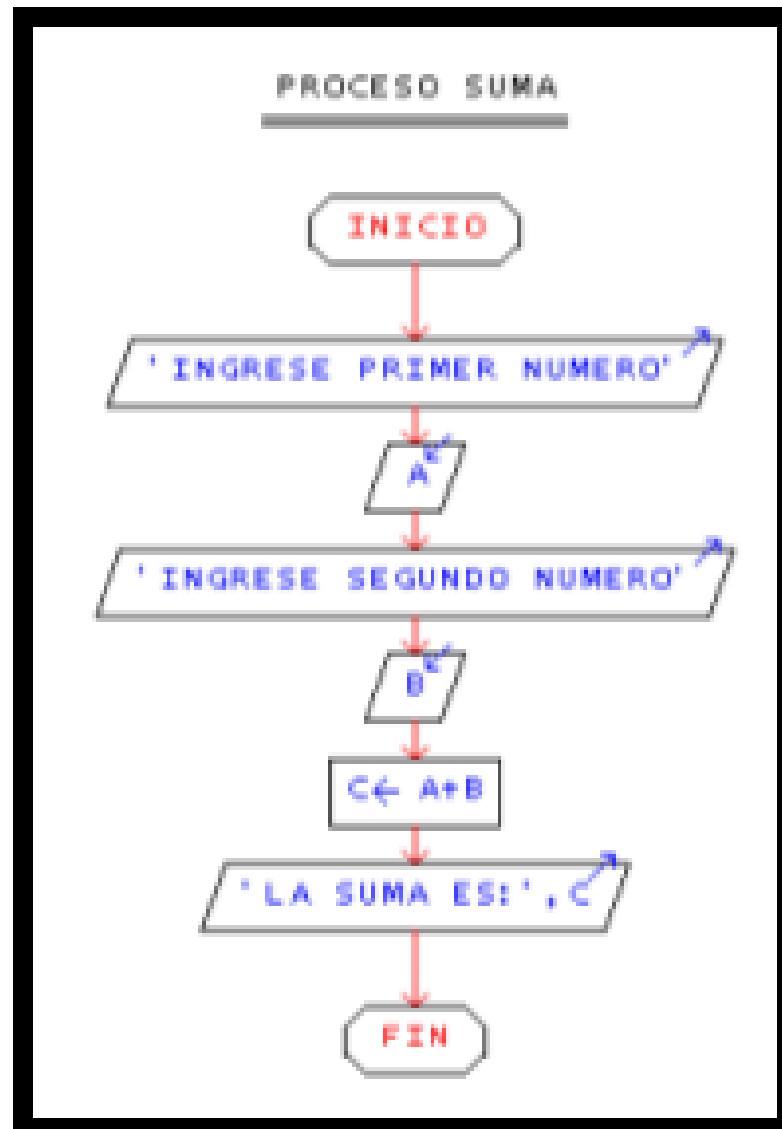 PROCESO SUMA
INICIO
'INGRESE PRIMER NUMERO'
A
'INGRESE SEGUNDO NUMERO'
B
C← A+B
'LA SUMA ES:',C
FIN